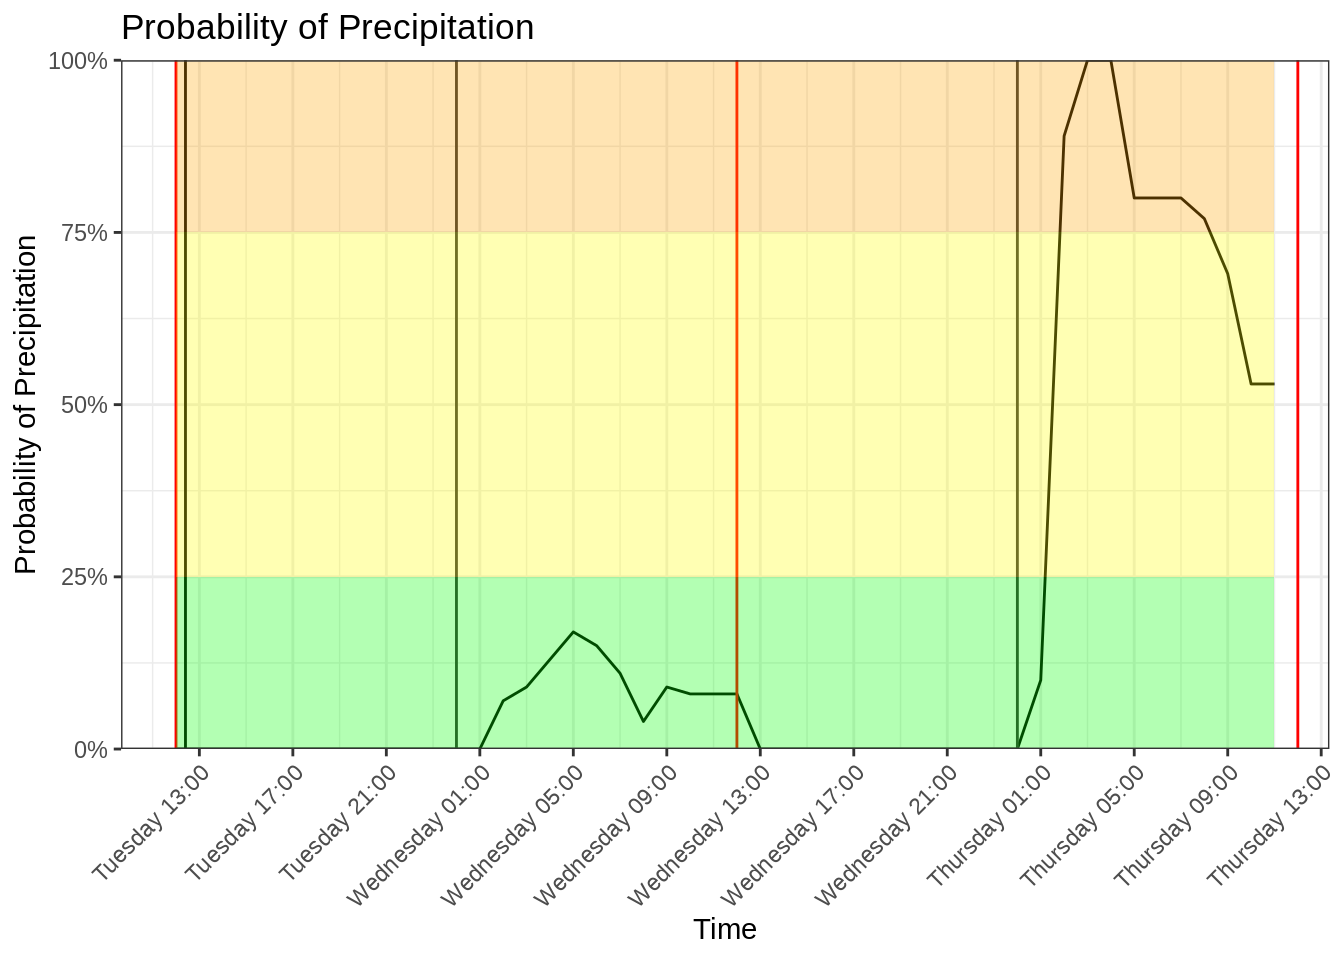 Probability of Precipitation
100%
75%
50%
25%
0%
Probability of Precipitation
Tuesday 13:00
Tuesday 17:00
Tuesday 21:00
Wednesday 01:00
Wednesday 05:00
Wednesday 09:00
Wednesday 13:00
Wednesday 17:00
Wednesday 21:00
Thursday 01:00
Thursday 05:00
Thursday 09:00
Thursday 13:00
Time